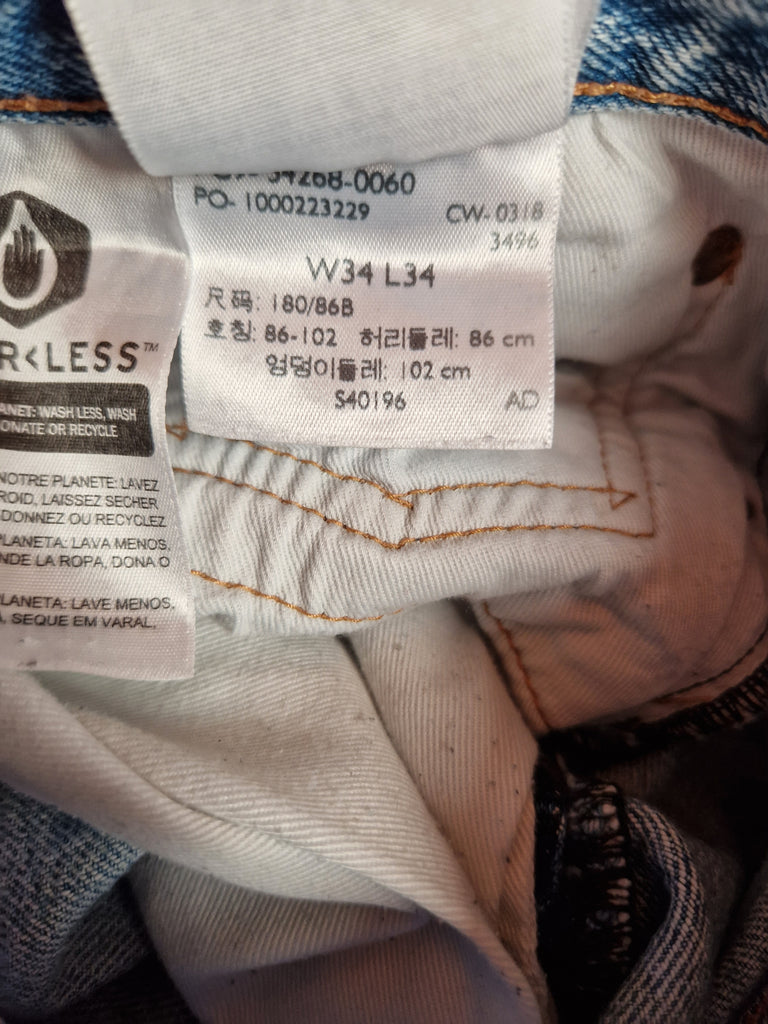 R<LESS™
ANET: WASH LESS, WASH
ONATE OR RECYCLE
NOTRE PLANETE: LAVEZ
ROID, LAISSEZ SECHER
DONNEZ OU RECYCLEZ
PLANETA: LAVA MENOS,
NDE LA ROPA, DONA O
LANETA: LAVE MENOS,
SEQUE EM VARAL,
34268-0060
PO- 1000223229
CW- 0318
3496
W34 L34
尺码: 180/86B
호칭: 86-102 허리둘레: 86 cm
엉덩이둘레: 102 cm
S40196 AD